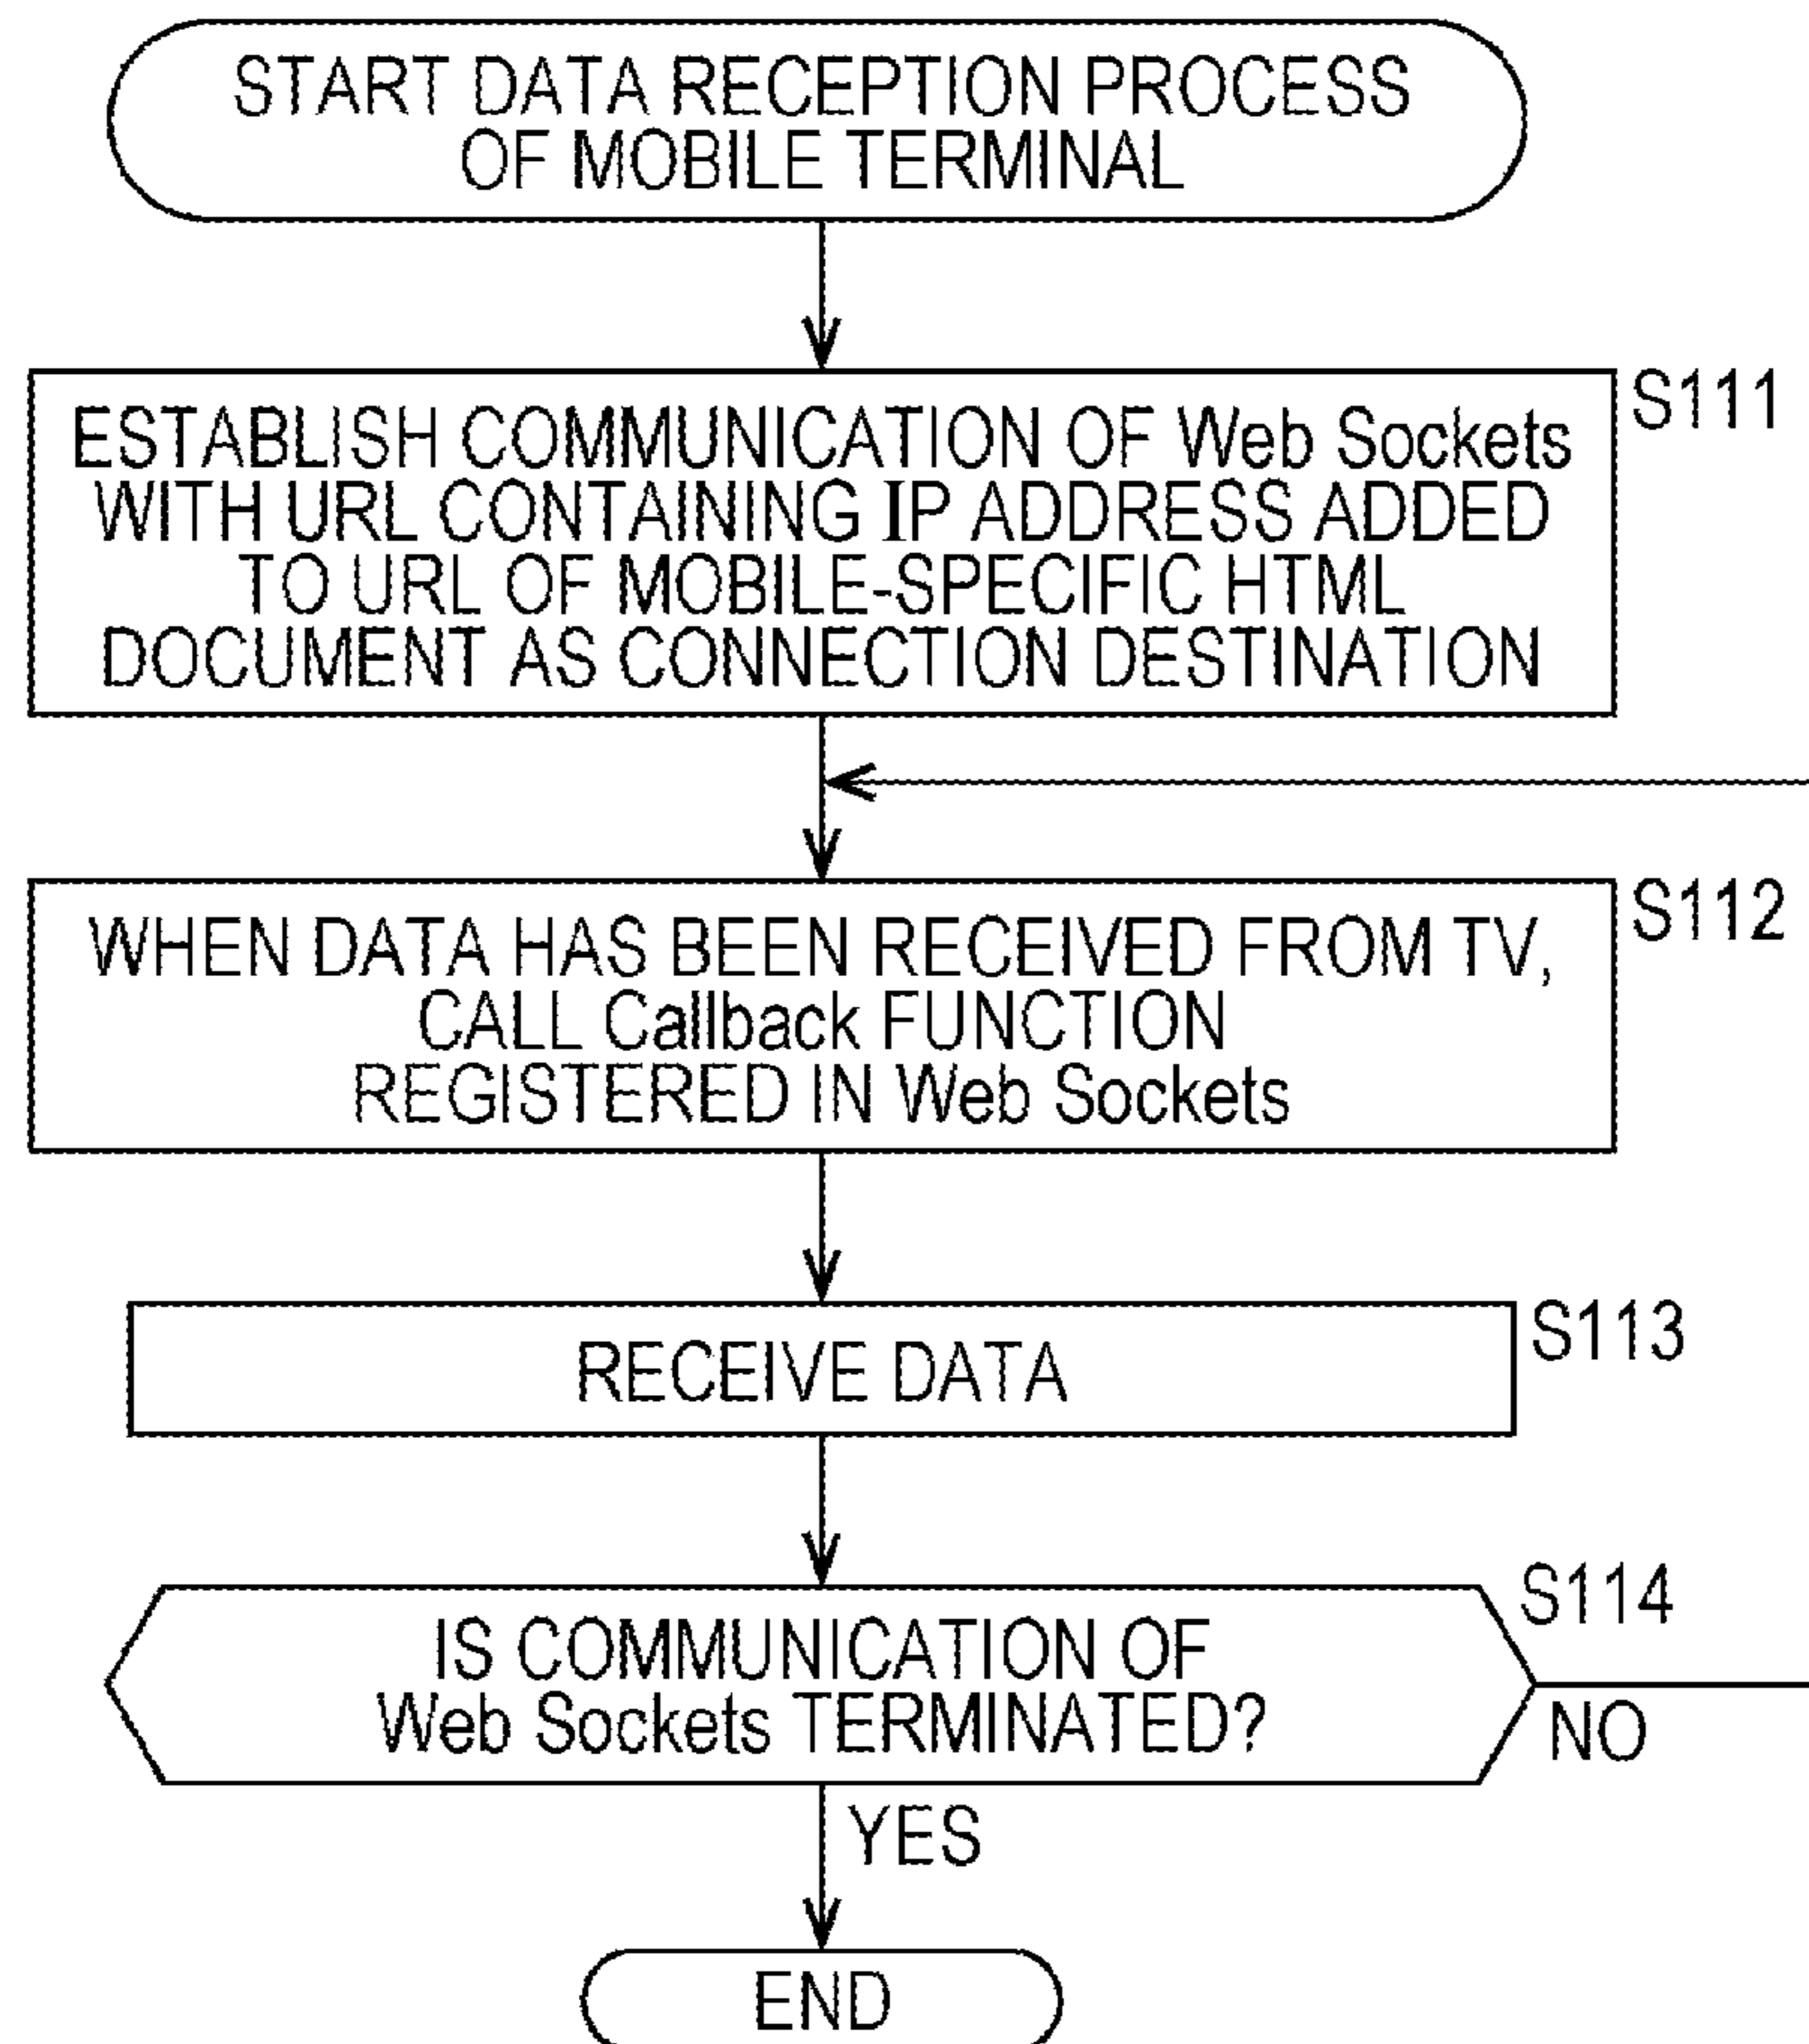 START DATA RECEPTION PROCESS
OF MOBILE TERMINAL
S111
ESTABLISH COMMUNICATION OF Web Sockets
WITH URL CONTAINING IP ADDRESS ADDED
TO URL OF MOBILE-SPECIFIC HTML
DOCUMENT AS CONNECTION DESTINATION
S112
WHEN DATA HAS BEEN RECEIVED FROM TV,
CALL Callback FUNCTION
REGISTERED IN Web Sockets
S113
RECEIVE DATA
S114
IS COMMUNICATION OF
Web Sockets TERMINATED?
NO
YES
END